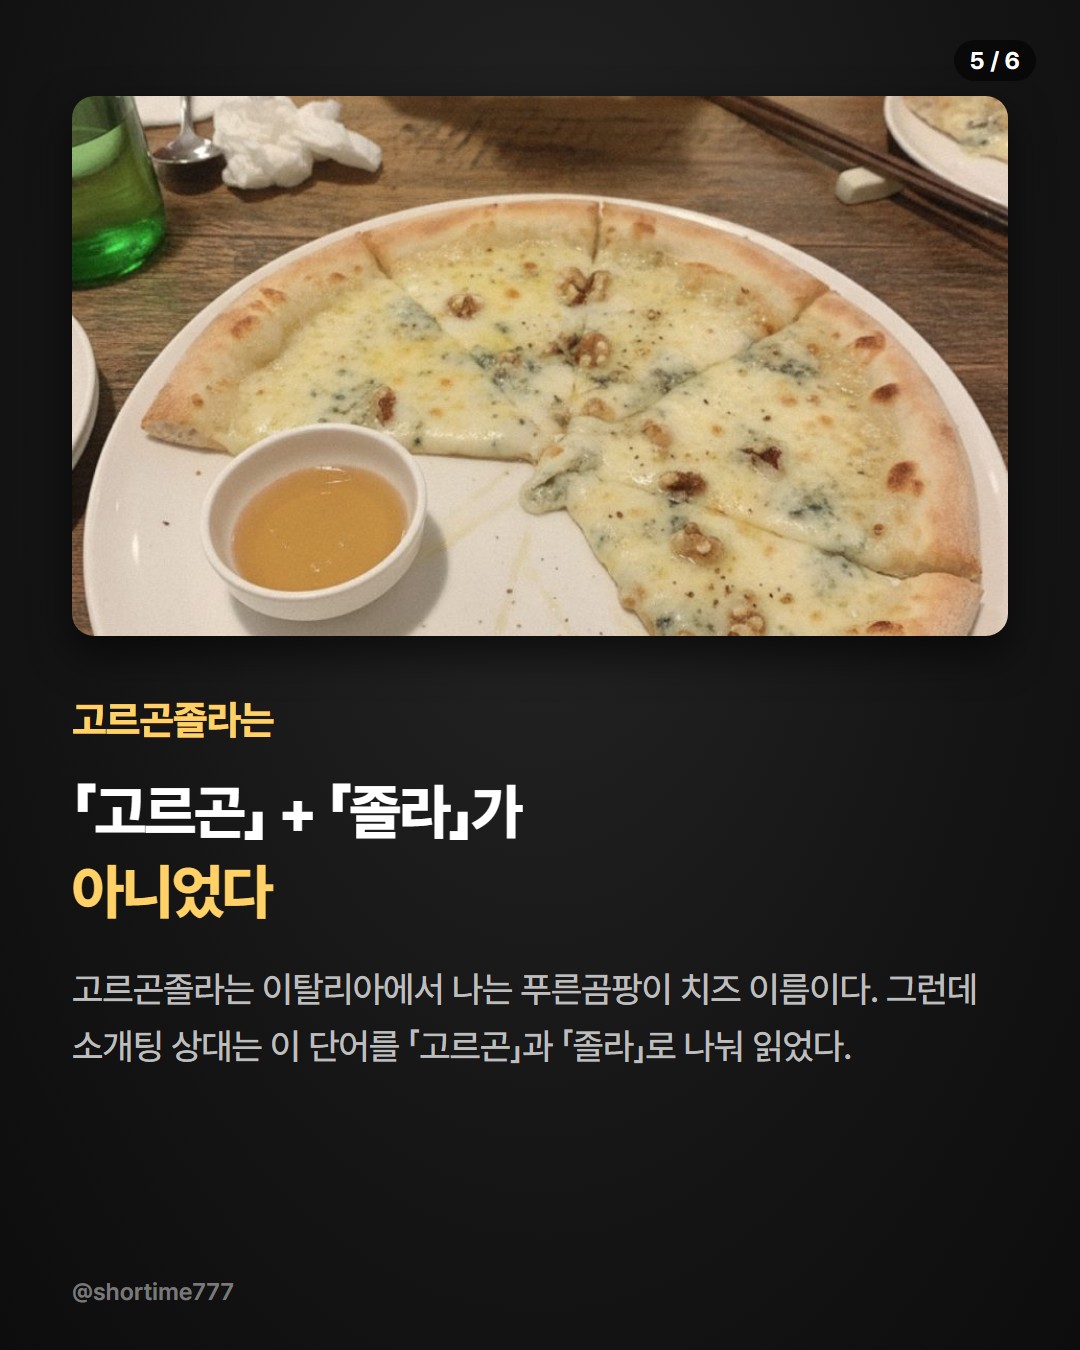 5 / 6
고르곤졸라는
「고르곤」 + 「졸라」가
아니었다
고르곤졸라는 이탈리아에서 나는 푸른곰팡이 치즈 이름이다. 그런데
소개팅 상대는 이 단어를 「고르곤」과 「졸라」로 나눠 읽었다.
@shortime777